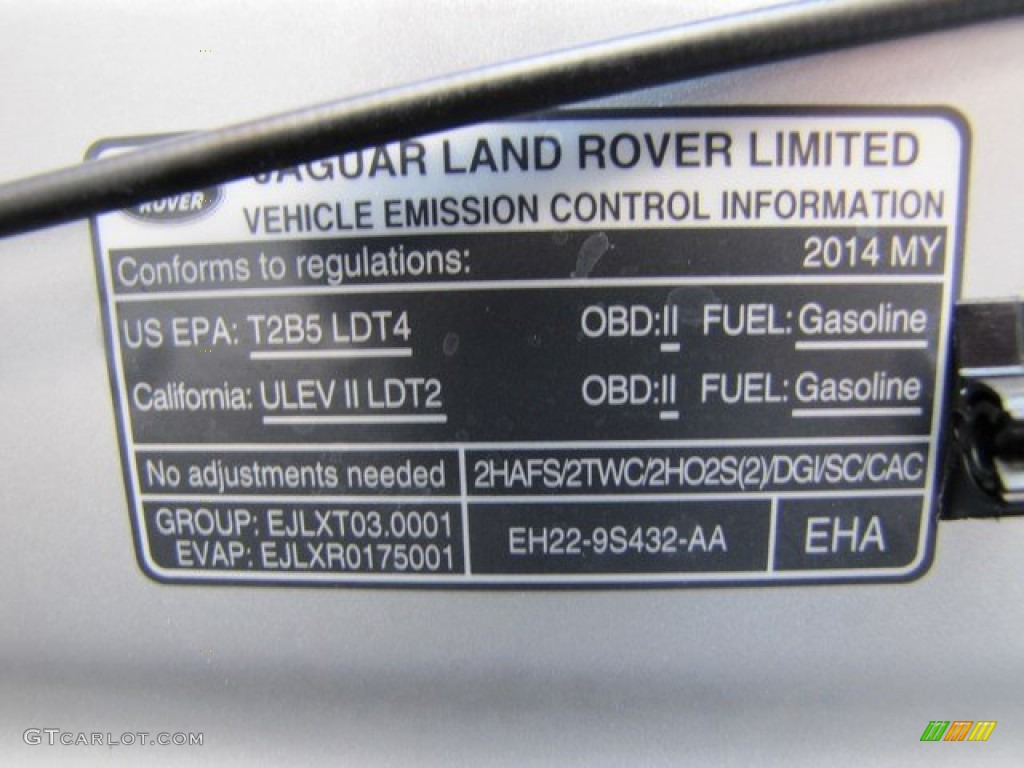 JAGUAR LAND ROVER LIMITED
ROVER
VEHICLE EMISSION CONTROL INFORMATION
Conforms to regulations: 2014 MY
US EPA: T2B5 LDT4 OBD:II FUEL: Gasoline
California: ULEV II LDT2 OBD:II FUEL: Gasoline
No adjustments needed 2HAFS/2TWC/2HO2S(2)/DGI/SC/CAC
GROUP: EJLXT03.0001
EVAP: EJLXR0175001
EH22-9S432-AA EHA
GTCARLOT.COM